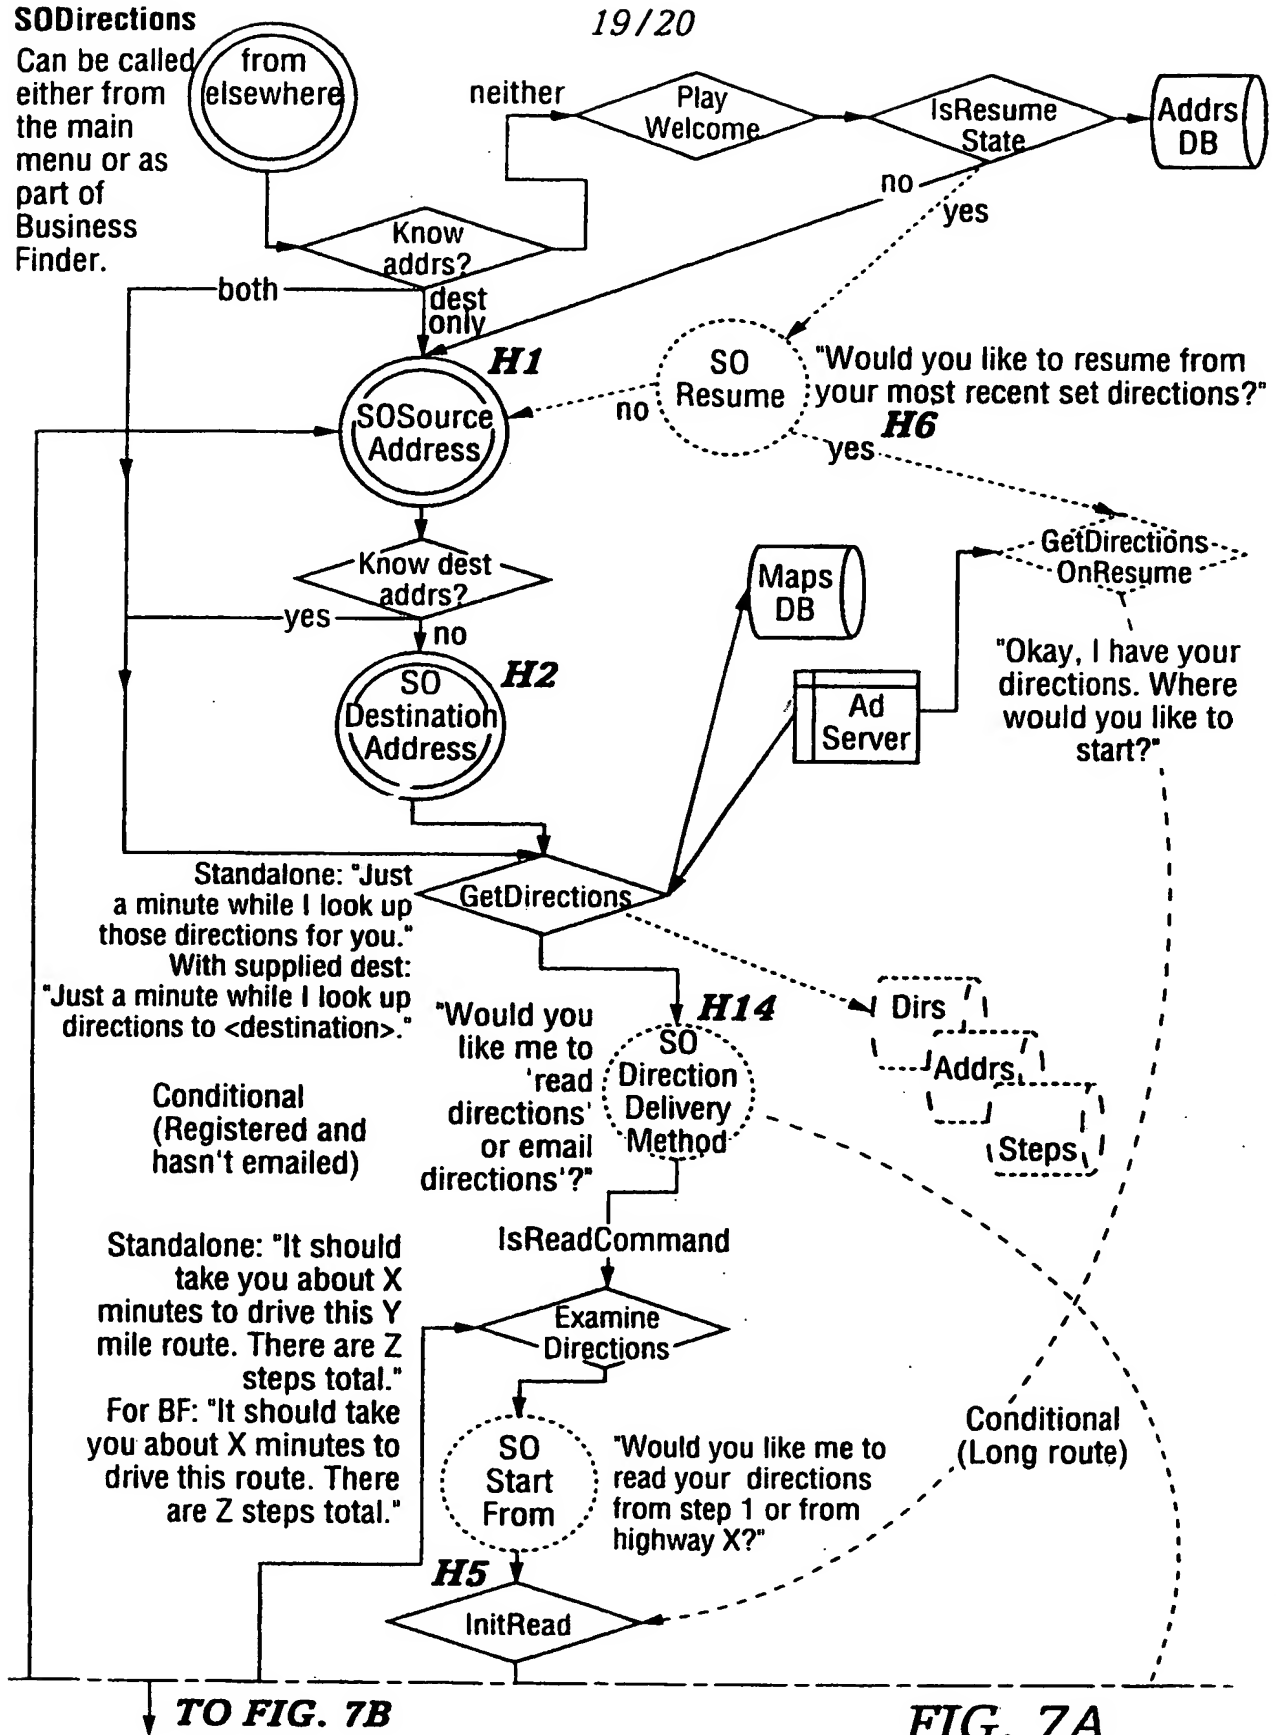 SODirections
19/20
Can be called
either from
the main
menu or as
part of
Business
Finder.
from
elsewhere
neither
Play
Welcome
IsResume
State
Addrs
DB
no
yes
Know
addrs?
both
dest
only
H1
SOSource
Address
SO
Resume
no
"Would you like to resume from
your most recent set directions?"
H6
yes
Know dest
addrs?
yes
no
GetDirections
OnResume
Maps
DB
"Okay, I have your
directions. Where
would you like to
start?"
H2
SO
Destination
Address
Ad
Server
Standalone: "Just
a minute while I look up
those directions for you."
With supplied dest:
"Just a minute while I look up
directions to <destination>."
GetDirections
H14
"Would you
like me to
'read
directions'
or email
directions'?"
SO
Direction
Delivery
Method
Dirs
Addrs
Steps
Conditional
(Registered and
hasn't emailed)
IsReadCommand
Standalone: "It should
take you about X
minutes to drive this Y
mile route. There are Z
steps total."
For BF: "It should take
you about X minutes to
drive this route. There
are Z steps total."
Examine
Directions
Conditional
(Long route)
SO
Start
From
"Would you like me to
read your directions
from step 1 or from
highway X?"
H5
InitRead
TO FIG. 7B
FIG. 7A